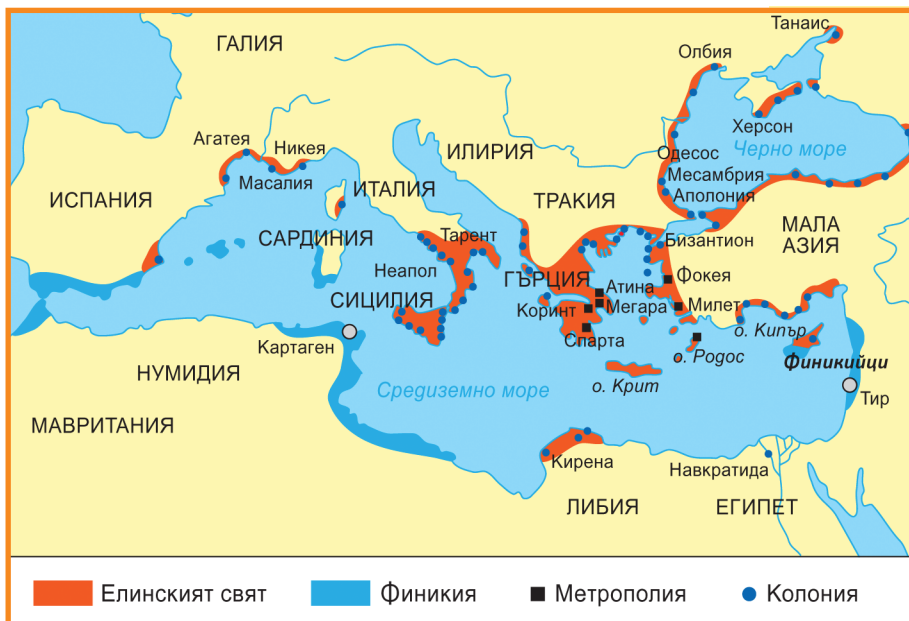 Танаис
ГАЛИЯ
Олбия
Херсон
Агатея
Никея
ИЛИРИЯ
Одесос
Черно море
Масалия
ИТАЛИЯ
Месамбрия
ИСПАНИЯ
ТРАКИЯ
Аполония
МАЛА
АЗИЯ
САРДИНИЯ
Тарент
Бизантион
Неапол
ГЪРЦИЯ
Фокея
Атина
СИЦИЛИЯ
Коринт
Мегара
Милет
о. Кипър
Спарта
Картаген
о. Родос
Финикийци
НУМИДИЯ
о. Крит
Средиземно море
Тир
МАВРИТАНИЯ
Кирена
Навкратида
ЛИБИЯ
ЕГИПЕТ
Елинският свят
Финикия
Метрополия
Колония